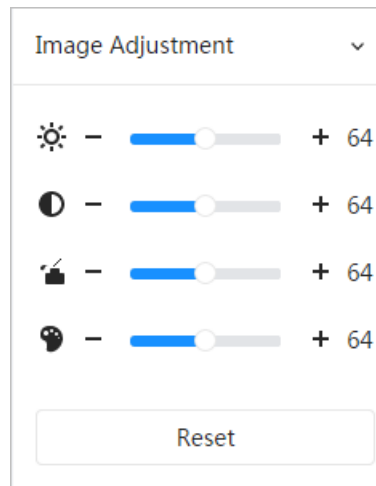 Image Adjustment
− + 64
− + 64
− + 64
− + 64
Reset